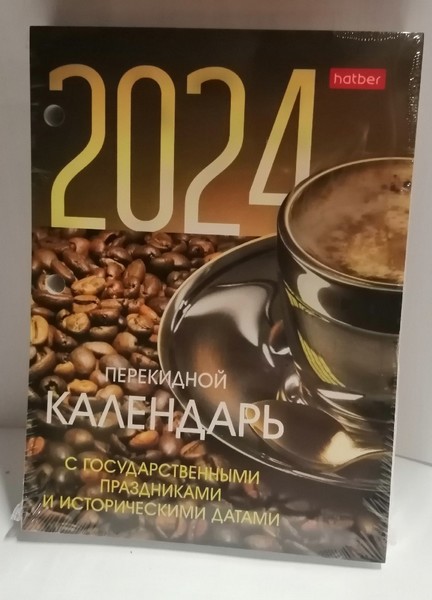 2024
hatber
ПЕРЕКИДНОЙ
КАЛЕНДАРЬ
С ГОСУДАРСТВЕННЫМИ
ПРАЗДНИКАМИ
И ИСТОРИЧЕСКИМИ ДАТАМИ